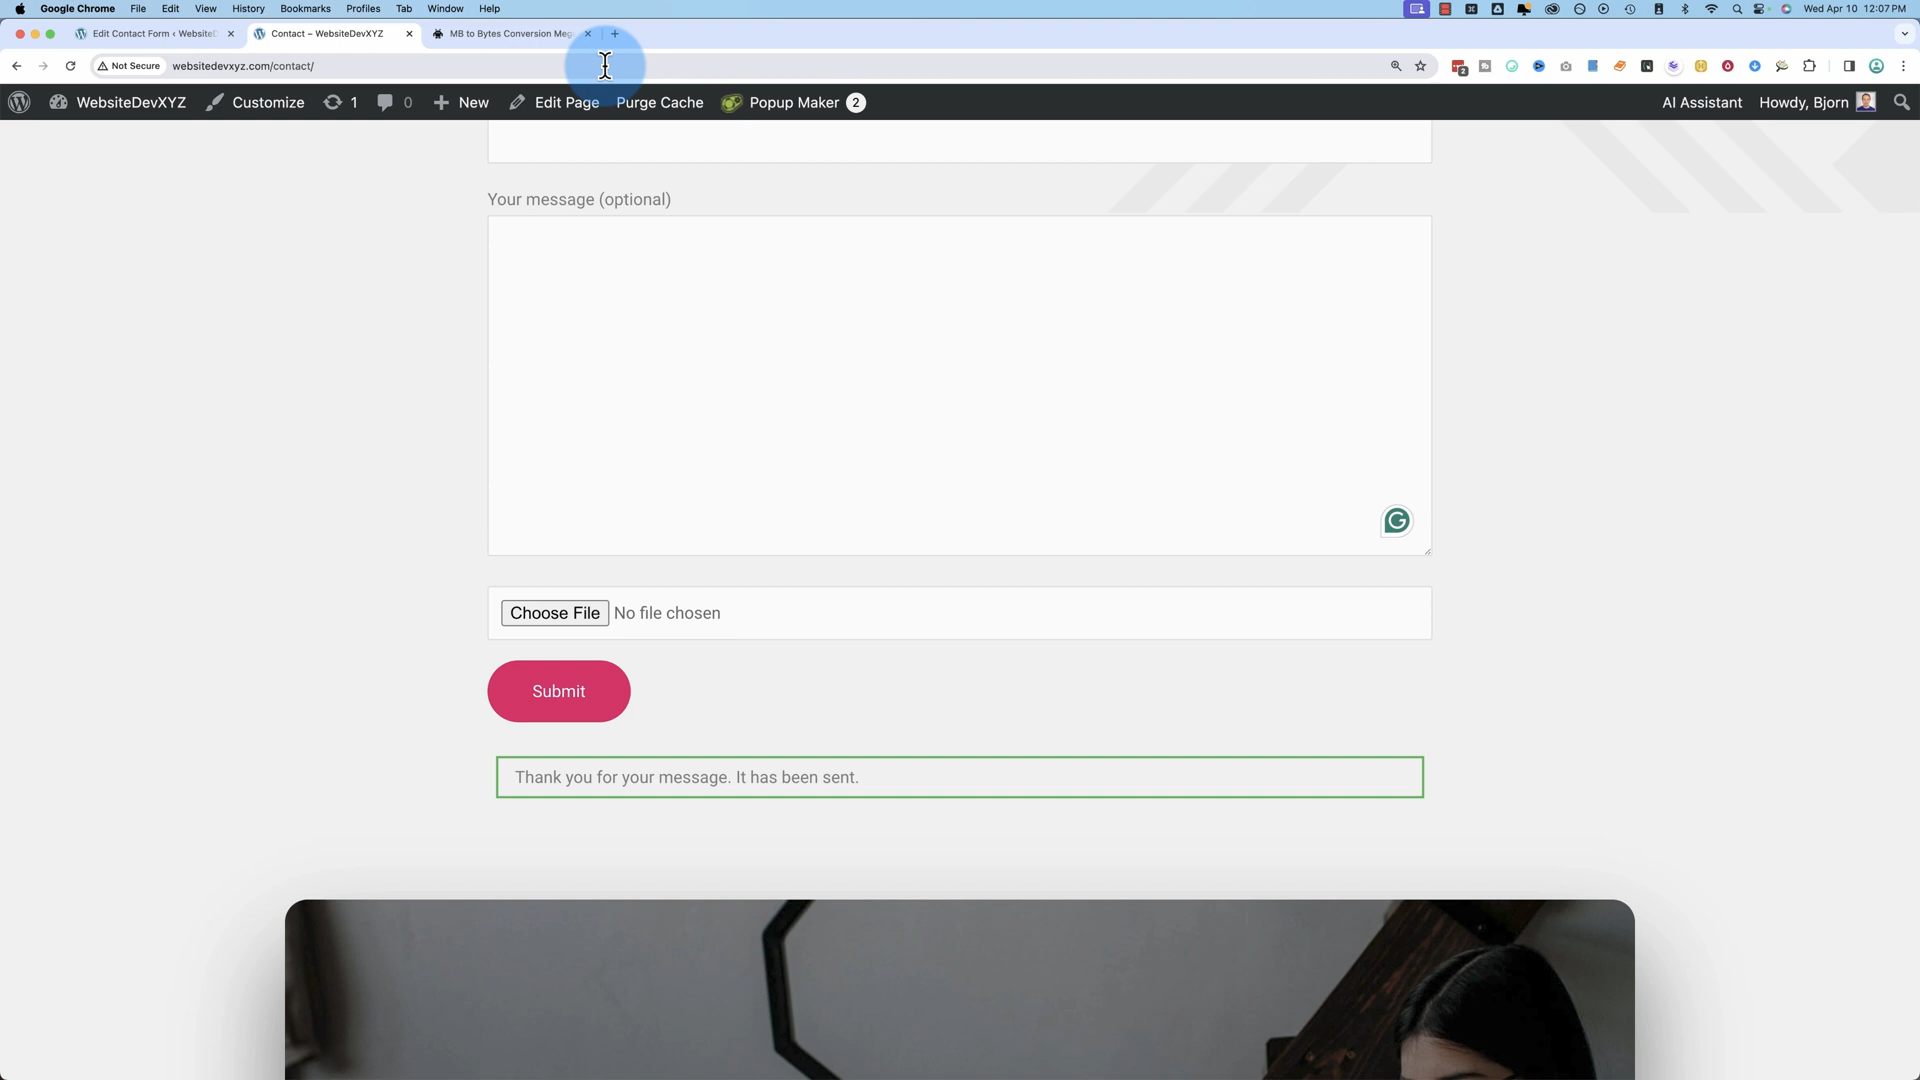 Google Chrome File Edit View History Bookmarks Profiles Tab Window Help
Wed Apr 10 12:07 PM
Edit Contact Form ‹ WebsiteD
Contact – WebsiteDevXYZ
MB to Bytes Conversion Meg
Not Secure websitedevxyz.com/contact/
2
WebsiteDevXYZ Customize 1 0 New Edit Page Purge Cache Popup Maker 2
AI Assistant Howdy, Bjorn
Your message (optional)
Choose File No file chosen
Submit
Thank you for your message. It has been sent.